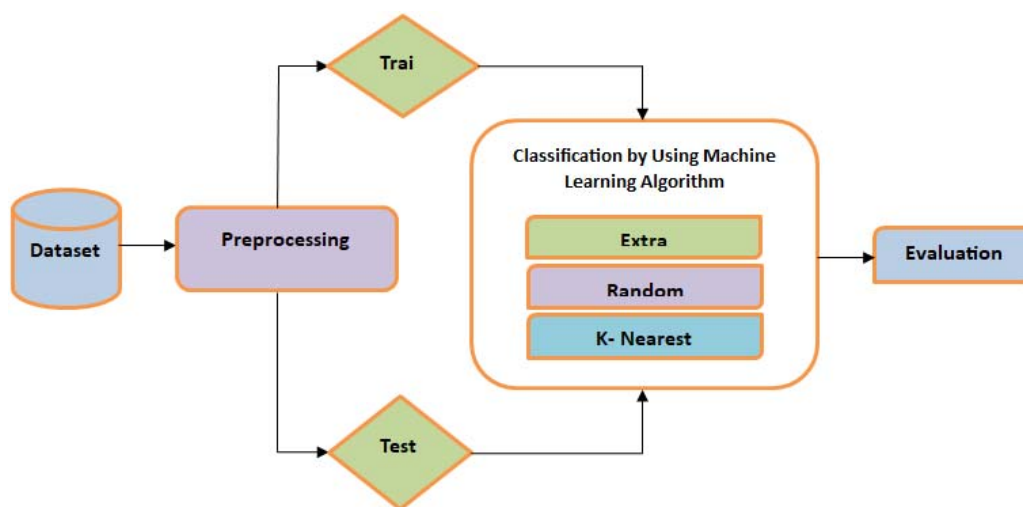 Trai
Classification by Using Machine
Learning Algorithm
Dataset
Preprocessing
Extra
Random
K- Nearest
Evaluation
Test